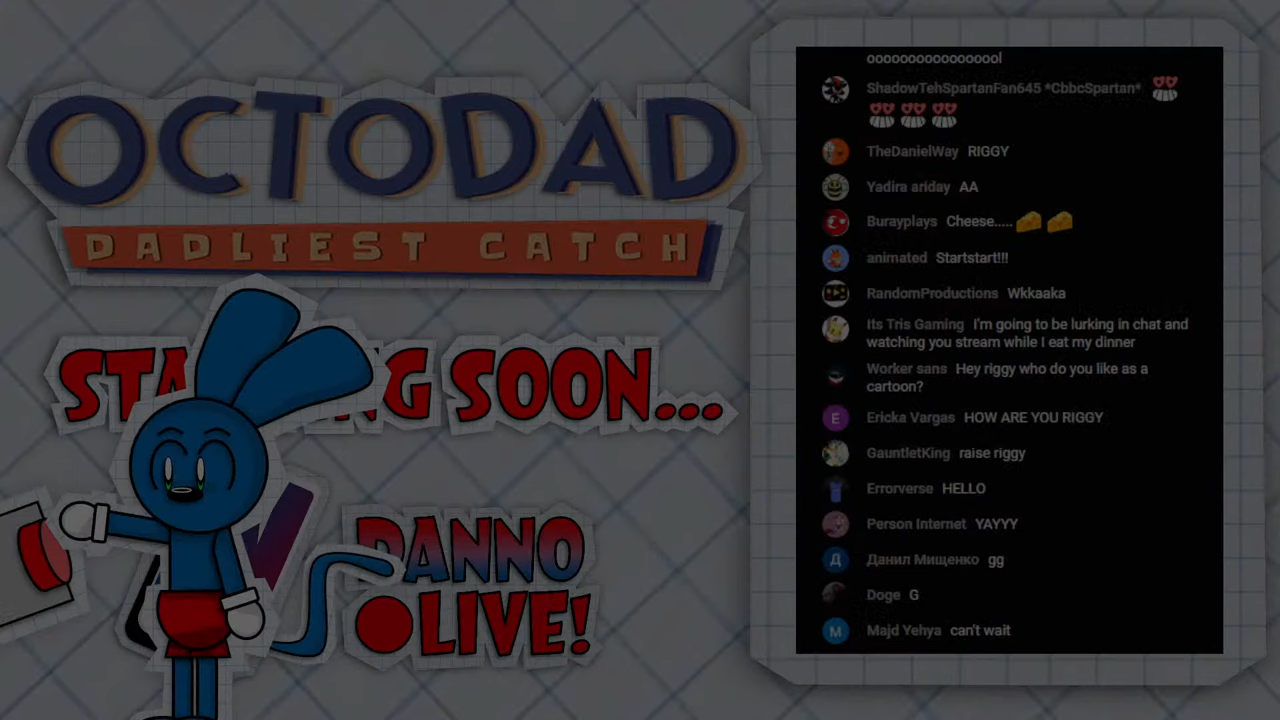 OCTODAD
DADLIEST CATCH
SOON...
DANNO
LIVE!
ooooooooooooooool
ShadowTehSpartanFan645 *CbbcSpartan*
TheDanielWay RIGGY
Yadira ariday AA
Burayplays Cheese.....
animated Startstart!!!
RandomProductions Wkkaaka
Its Tris Gaming I'm going to be lurking in chat and
watching you stream while I eat my dinner
Worker sans Hey riggy who do you like as a
cartoon?
E Ericka Vargas HOW ARE YOU RIGGY
GauntletKing raise riggy
Errorverse HELLO
Person Internet YAYYY
Д Данил Мищенко gg
Doge G
M Majd Yehya can't wait